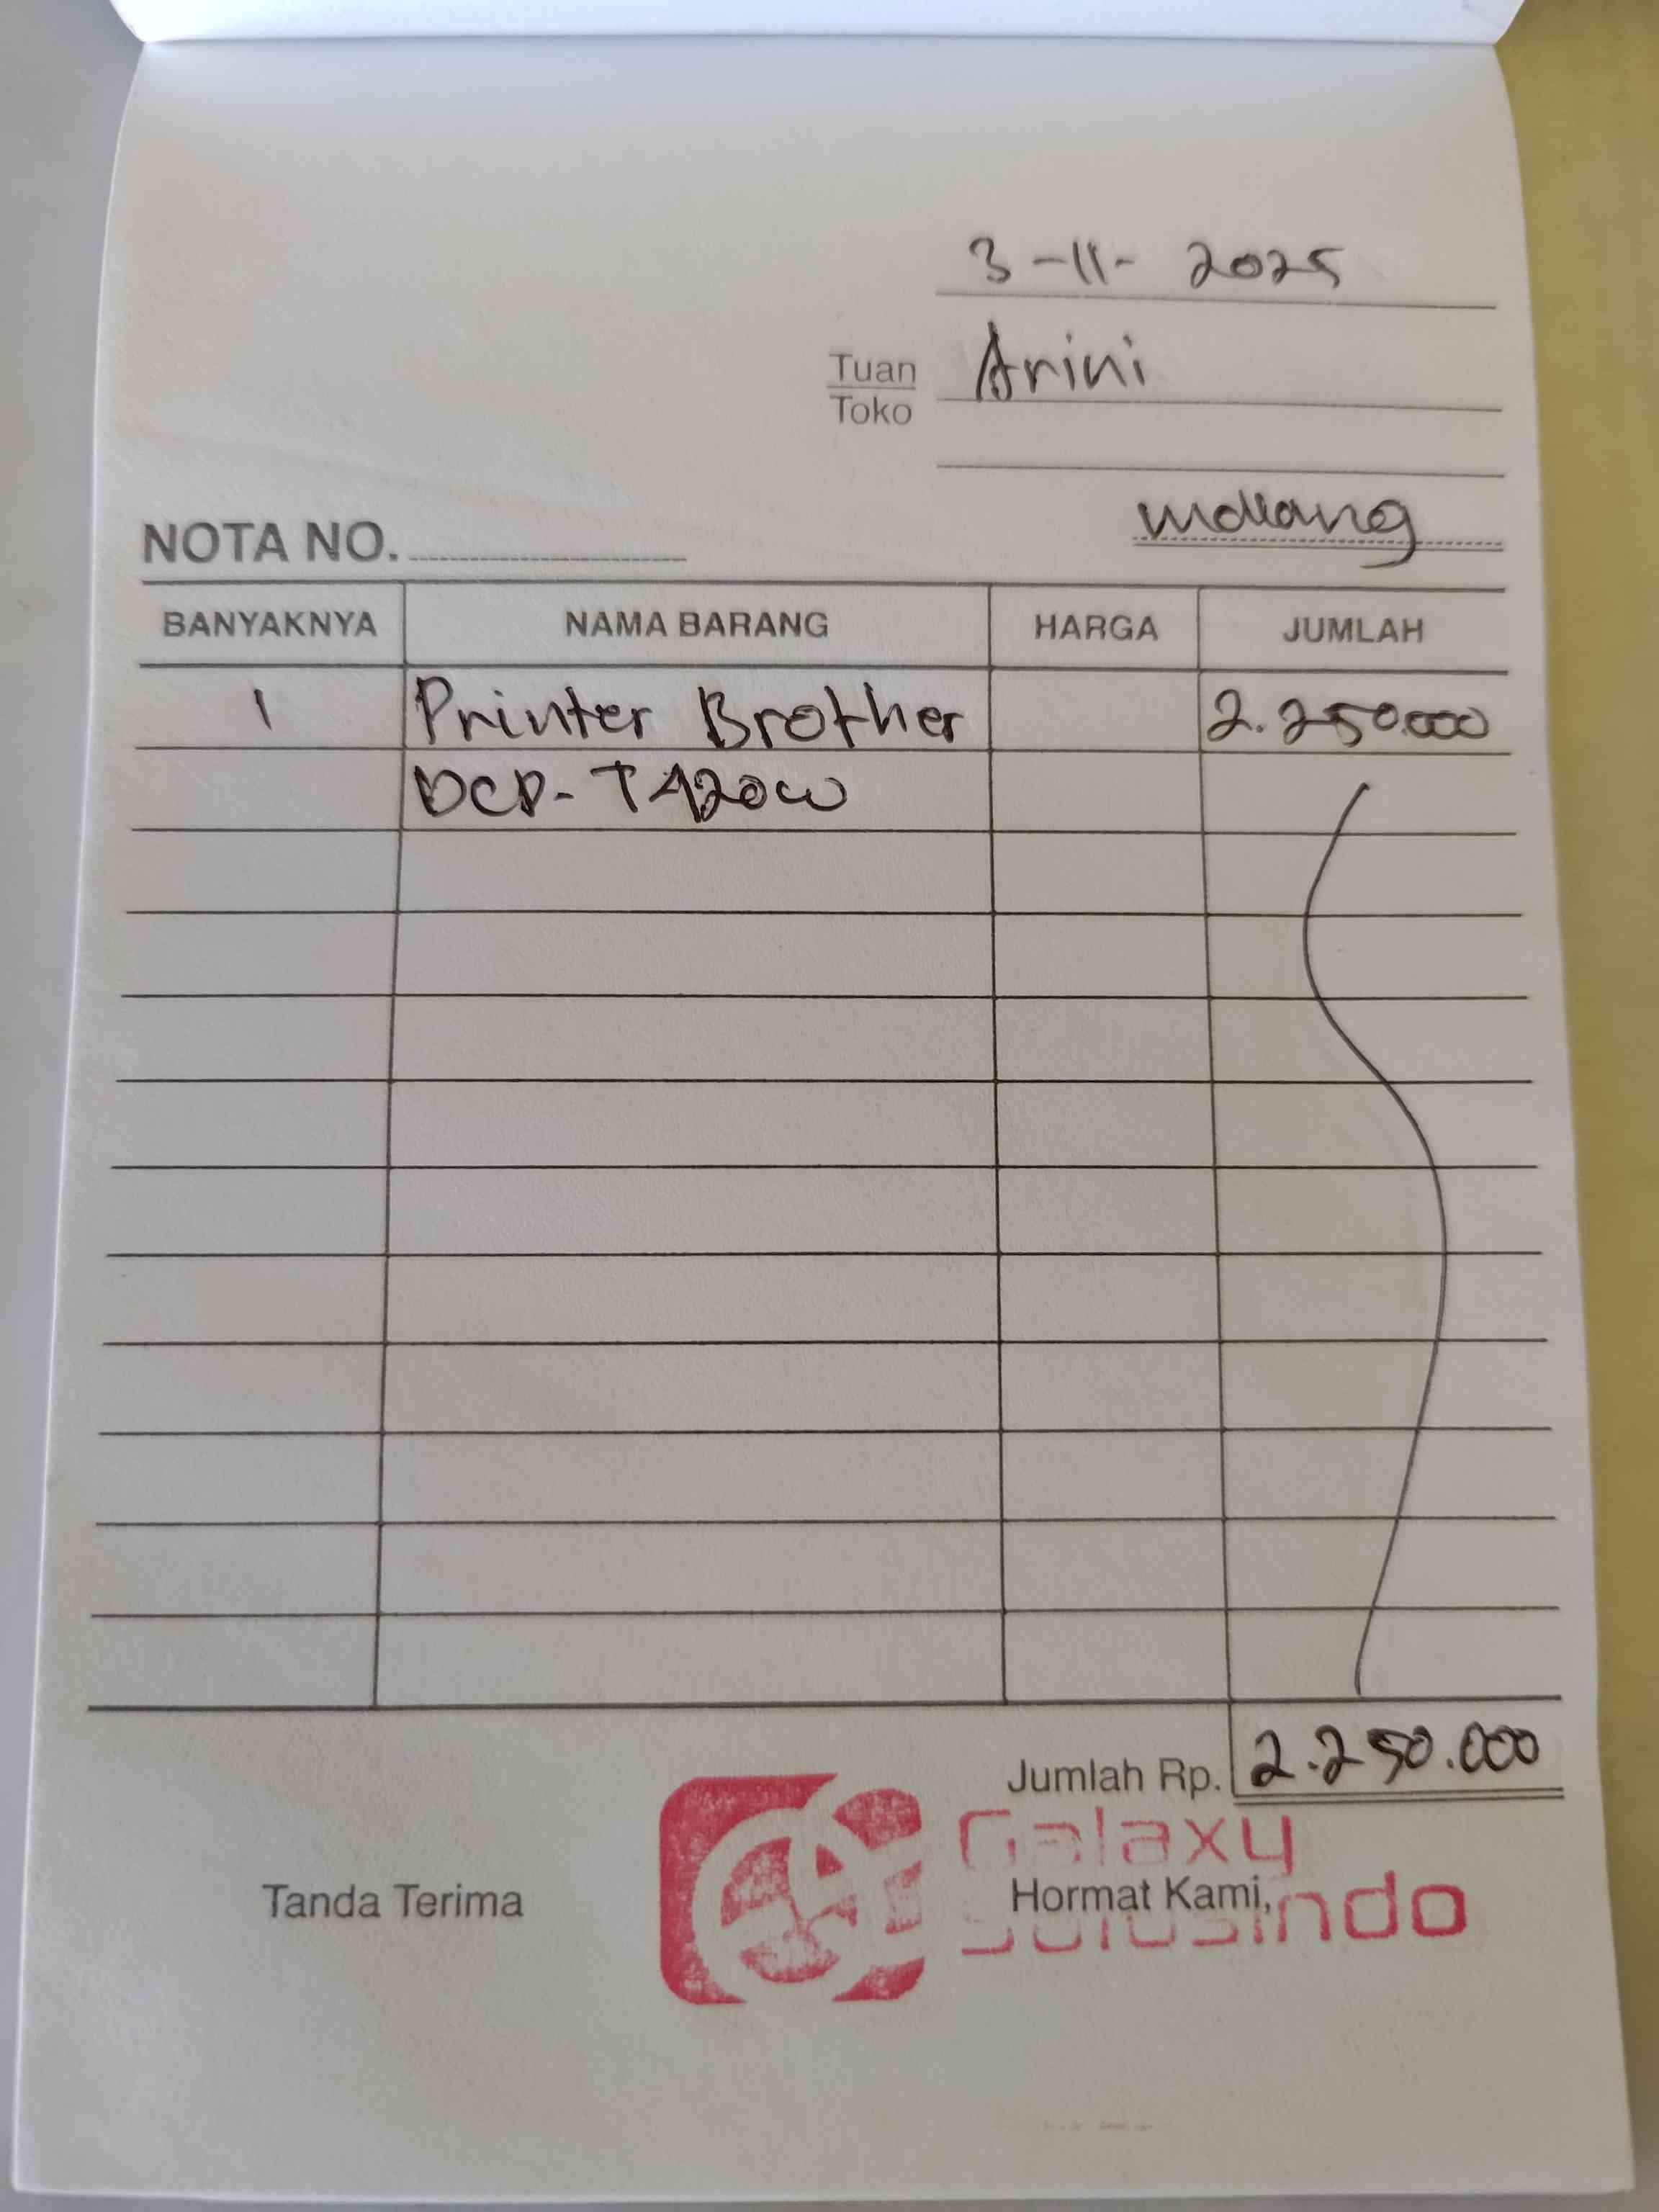 3-11-2025
Tuan Arini
Toko
Malang
NOTA NO.
BANYAKNYA NAMA BARANG HARGA JUMLAH
1 Printer Brother 2.250.000
DCP-T420W
Jumlah Rp. 2.250.000
Galaxy
Tanda Terima Hormat Kami,
Solusindo